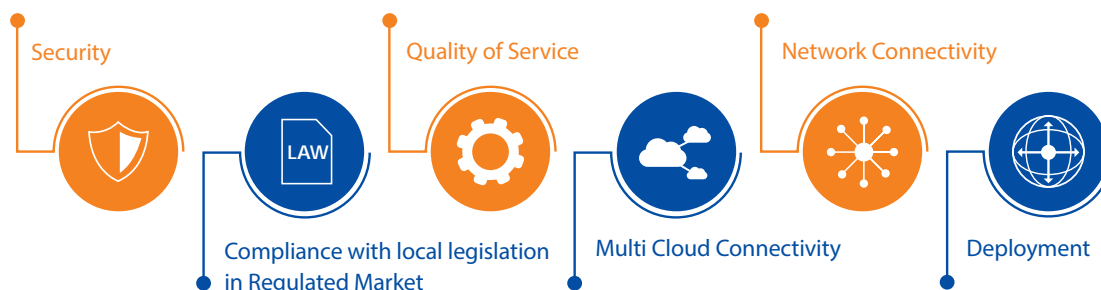 Security
Quality of Service
Network Connectivity
LAW
Compliance with local legislation
in Regulated Market
Multi Cloud Connectivity
Deployment